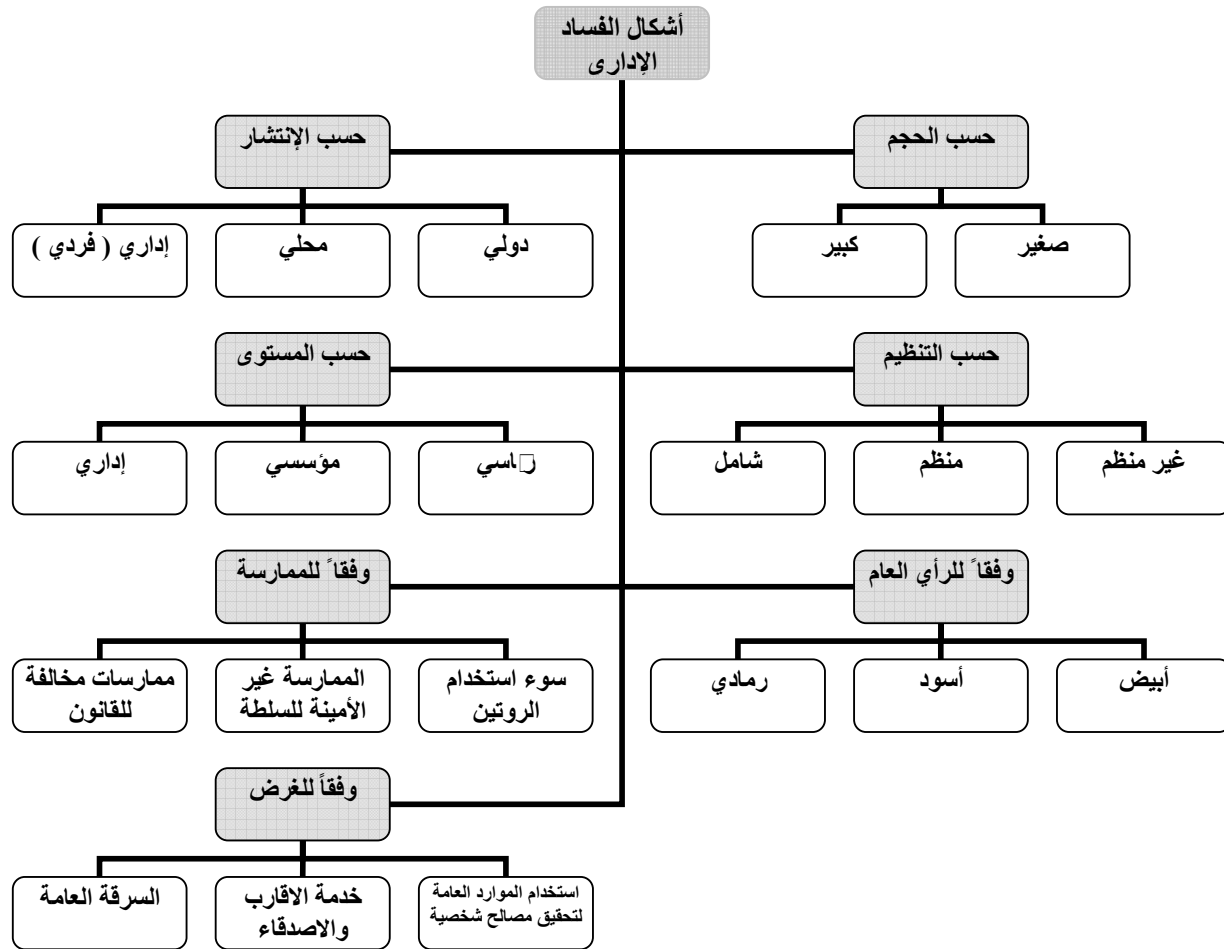 أشكال الفساد
الإدارى
حسب الحجم
حسب الإنتشار
صغير
كبير
دولي
محلي
إداري ( فردي )
حسب التنظيم
حسب المستوى
غير منظم
منظم
شامل
مؤسسي
إداري
وفقا ً للرأي العام
وفقا ً للممارسة
أبيض
أسود
رمادي
سوء استخدام
الروتين
الممارسة غير
الأمينة للسلطة
ممارسات مخالفة
للقانون
وفقاً للغرض
استخدام الموارد العامة
لتحقيق مصالح شخصية
خدمة الاقارب
والاصدقاء
السرقة العامة